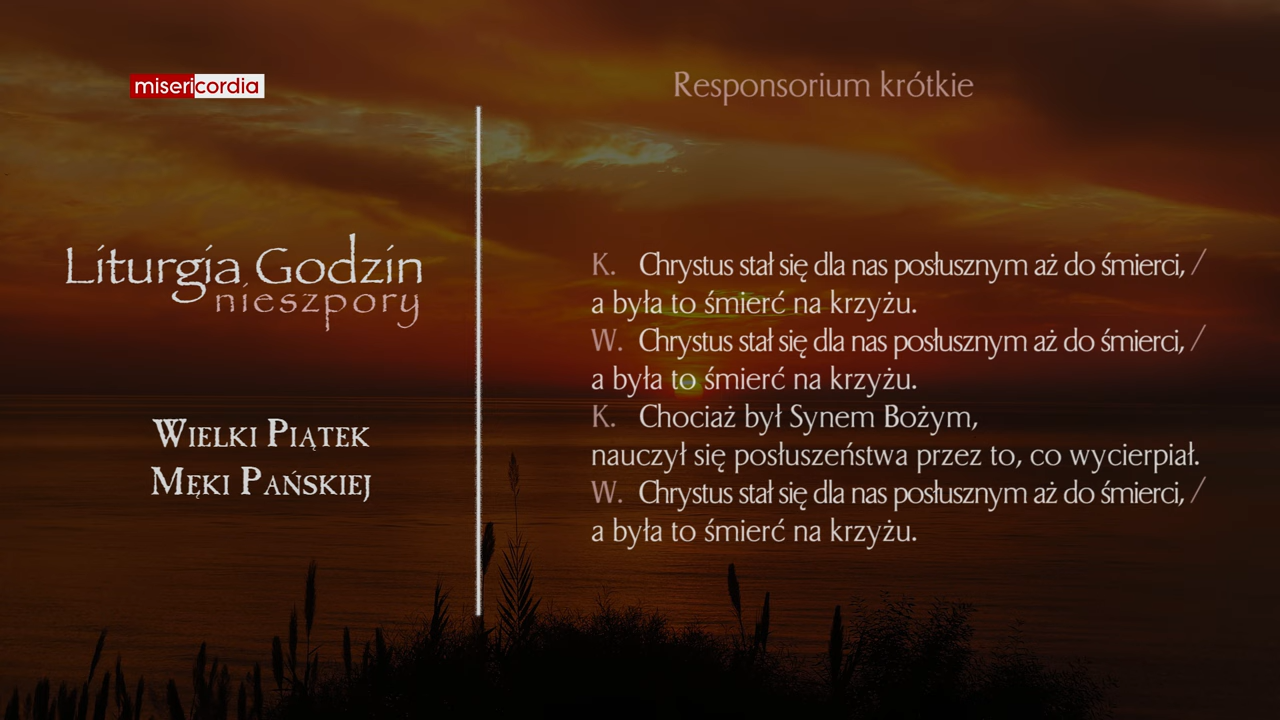 misericordia
Responsorium krótkie
Liturgia Godzin
nieszpory
Wielki Piątek
Męki Pańskiej
K. Chrystus stał się dla nas posłusznym aż do śmierci, /
a była to śmierć na krzyżu.
W. Chrystus stał się dla nas posłusznym aż do śmierci, /
a była to śmierć na krzyżu.
K. Chociaż był Synem Bożym,
nauczył się posłuszeństwa przez to, co wycierpiał.
W. Chrystus stał się dla nas posłusznym aż do śmierci, /
a była to śmierć na krzyżu.